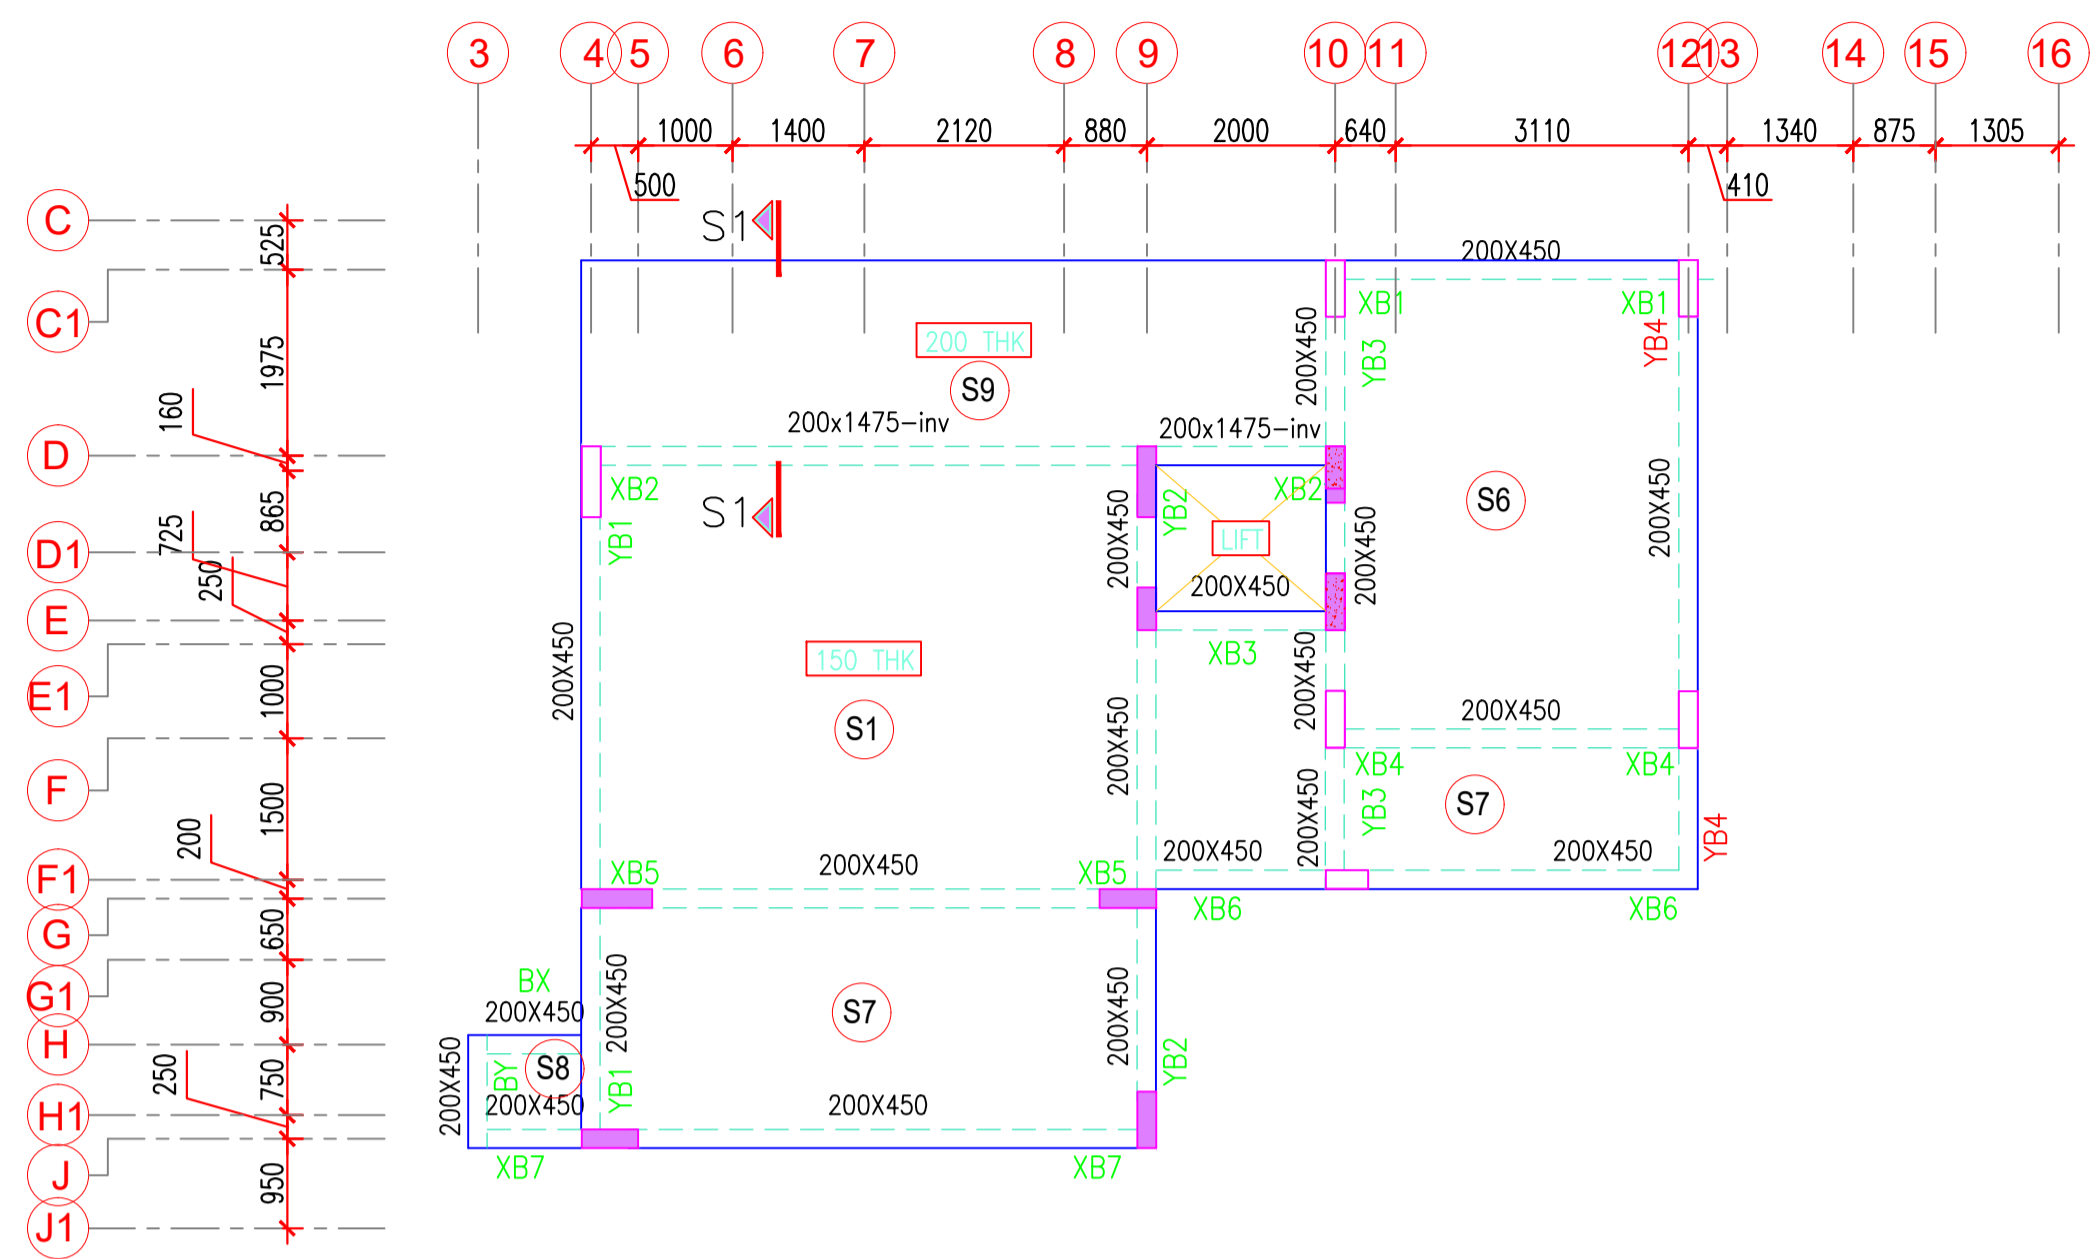 3 4 5 6 7 8 9 10 11 12 13 14 15 16
1000 1400 2120 880 2000 640 3110 1340 875 1305
500 410
C
525
C1
1975
160
D
865
D1
725
250
E
E1
1000
F
1500
200
F1
G
650
G1
900
H
750
250
H1
J
950
J1
S1
200X450
XB1 XB1
YB4
YB3
200X450
200 THK
S9
200x1475-inv 200x1475-inv
XB2 XB2
YB2
S1
YB1
200X450
LIFT
200X450
200X450
200X450
S6
200X450
XB3
150 THK
200X450
S1
200X450
200X450
200X450
XB4 XB4
YB3
S7
200X450
YB4
200X450
XB5 XB5
200X450 200X450
XB6 XB6
BX
200X450
200X450
S7
200X450
200X450
BY
S8
YB1
YB2
200X450 200X450
XB7 XB7